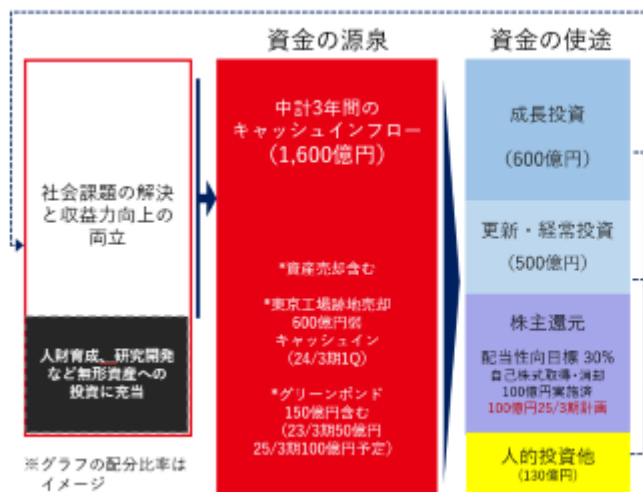 資金の源泉
資金の使途
社会課題の解決
と収益力向上の
両立
人財育成、研究開発
など無形資産への
投資に充当
※グラフの配分比率は
イメージ
中計3年間の
キャッシュインフロー
(1,600億円)
*資産売却含む
*東京工場跡地売却
600億円弱
キャッシュイン
(24/3期1Q)
*グリーンボンド
150億円含む
(23/3期50億円
25/3期100億円予定)
成長投資
(600億円)
更新・経常投資
(500億円)
株主還元
配当性向目標 30%
自己株式取得・消却
100億円実施済
100億円25/3期計画
人的投資他
(130億円)